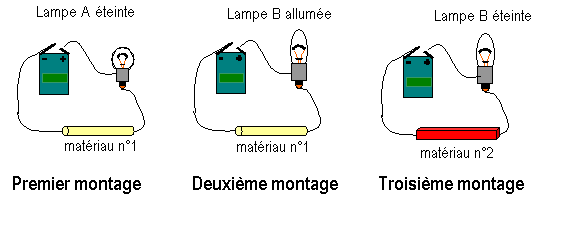 Lampe A éteinte
Lampe B allumée
Lampe B éteinte
- +
- +
- +
matériau n°1
matériau n°1
matériau n°2
Premier montage
Deuxième montage
Troisième montage